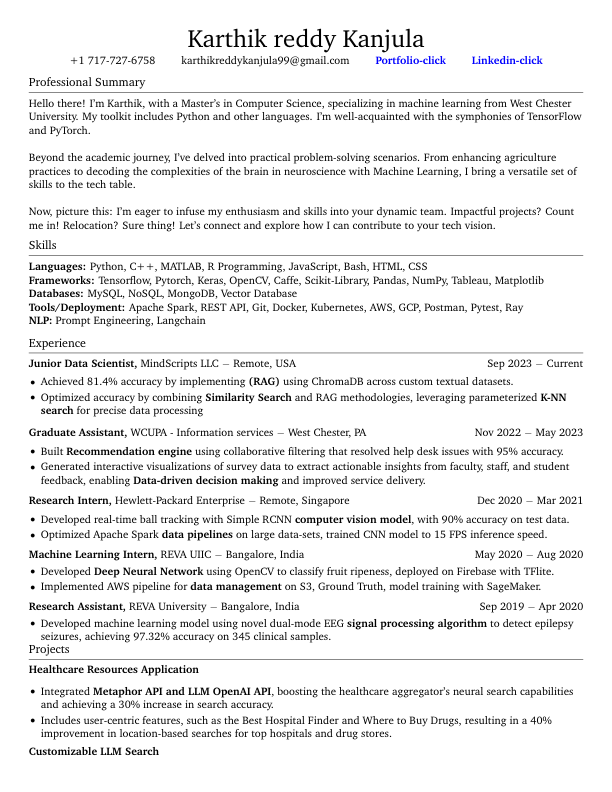 Karthik reddy Kanjula
+1 717-727-6758 karthikreddykanjula99@gmail.com Portfolio-click Linkedin-click
Professional Summary
Hello there! I'm Karthik, with a Master's in Computer Science, specializing in machine learning from West Chester
University. My toolkit includes Python and other languages. I'm well-acquainted with the symphonies of TensorFlow
and PyTorch.
Beyond the academic journey, I've delved into practical problem-solving scenarios. From enhancing agriculture
practices to decoding the complexities of the brain in neuroscience with Machine Learning, I bring a versatile set of
skills to the tech table.
Now, picture this: I'm eager to infuse my enthusiasm and skills into your dynamic team. Impactful projects? Count
me in! Relocation? Sure thing! Let's connect and explore how I can contribute to your tech vision.
Skills
Languages: Python, C++, MATLAB, R Programming, JavaScript, Bash, HTML, CSS
Frameworks: Tensorflow, Pytorch, Keras, OpenCV, Caffe, Scikit-Library, Pandas, NumPy, Tableau, Matplotlib
Databases: MySQL, NoSQL, MongoDB, Vector Database
Tools/Deployment: Apache Spark, REST API, Git, Docker, Kubernetes, AWS, GCP, Postman, Pytest, Ray
NLP: Prompt Engineering, Langchain
Experience
Junior Data Scientist, MindScripts LLC – Remote, USA Sep 2023 – Current
• Achieved 81.4% accuracy by implementing (RAG) using ChromaDB across custom textual datasets.
• Optimized accuracy by combining Similarity Search and RAG methodologies, leveraging parameterized K-NN
search for precise data processing
Graduate Assistant, WCUPA - Information services – West Chester, PA Nov 2022 – May 2023
• Built Recommendation engine using collaborative filtering that resolved help desk issues with 95% accuracy.
• Generated interactive visualizations of survey data to extract actionable insights from faculty, staff, and student
feedback, enabling Data-driven decision making and improved service delivery.
Research Intern, Hewlett-Packard Enterprise – Remote, Singapore Dec 2020 – Mar 2021
• Developed real-time ball tracking with Simple RCNN computer vision model, with 90% accuracy on test data.
• Optimized Apache Spark data pipelines on large data-sets, trained CNN model to 15 FPS inference speed.
Machine Learning Intern, REVA UIIC – Bangalore, India May 2020 – Aug 2020
• Developed Deep Neural Network using OpenCV to classify fruit ripeness, deployed on Firebase with TFlite.
• Implemented AWS pipeline for data management on S3, Ground Truth, model training with SageMaker.
Research Assistant, REVA University – Bangalore, India Sep 2019 – Apr 2020
• Developed machine learning model using novel dual-mode EEG signal processing algorithm to detect epilepsy
seizures, achieving 97.32% accuracy on 345 clinical samples.
Projects
Healthcare Resources Application
• Integrated Metaphor API and LLM OpenAI API, boosting the healthcare aggregator's neural search capabilities
and achieving a 30% increase in search accuracy.
• Includes user-centric features, such as the Best Hospital Finder and Where to Buy Drugs, resulting in a 40%
improvement in location-based searches for top hospitals and drug stores.
Customizable LLM Search